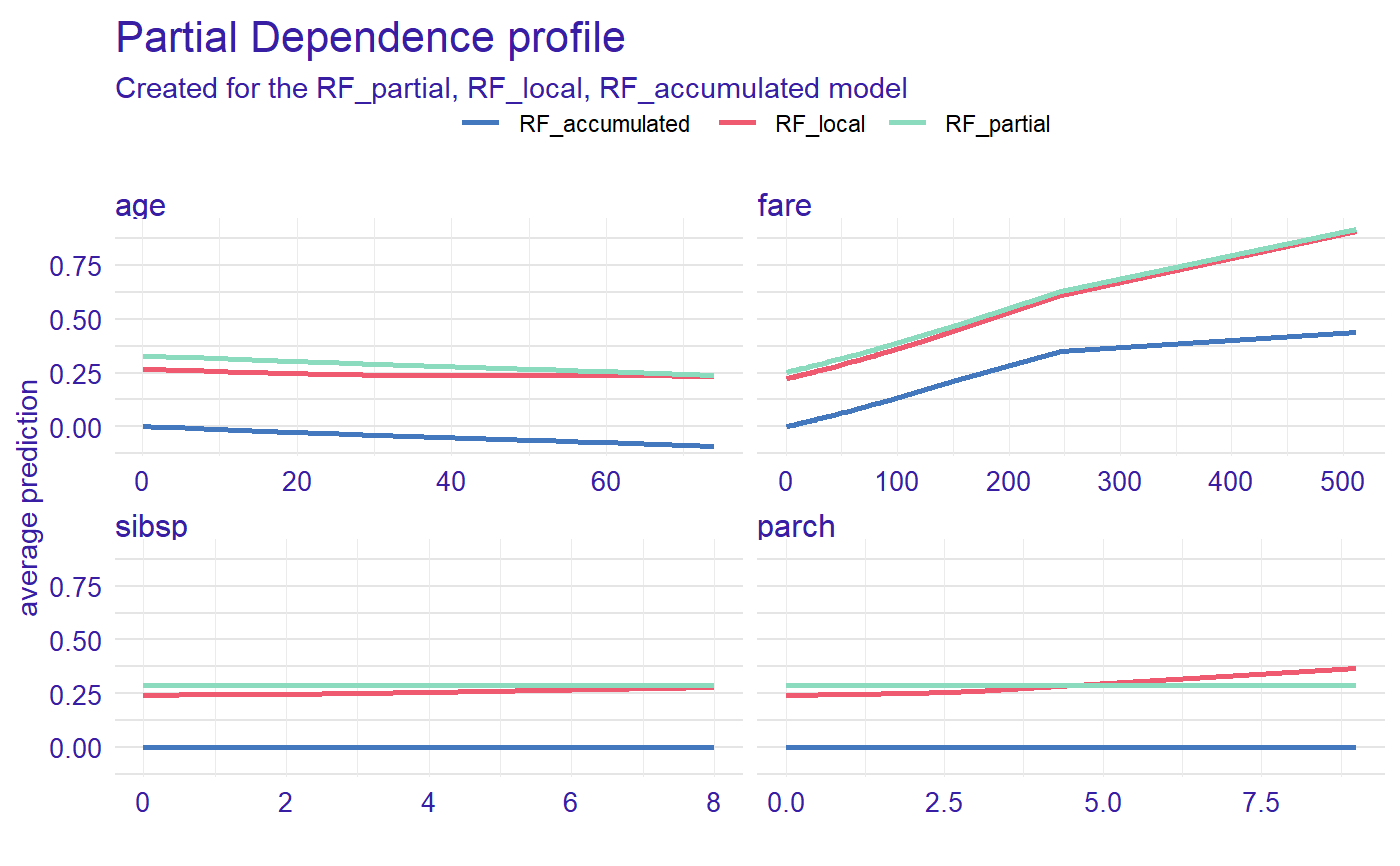 Partial Dependence profile
Created for the RF_partial, RF_local, RF_accumulated model
RF_accumulated RF_local RF_partial
age fare
0.75
0.50
0.25
0.00
0 20 40 60 0 100 200 300 400 500
average prediction
sibsp parch
0.75
0.50
0.25
0.00
0 2 4 6 8 0.0 2.5 5.0 7.5